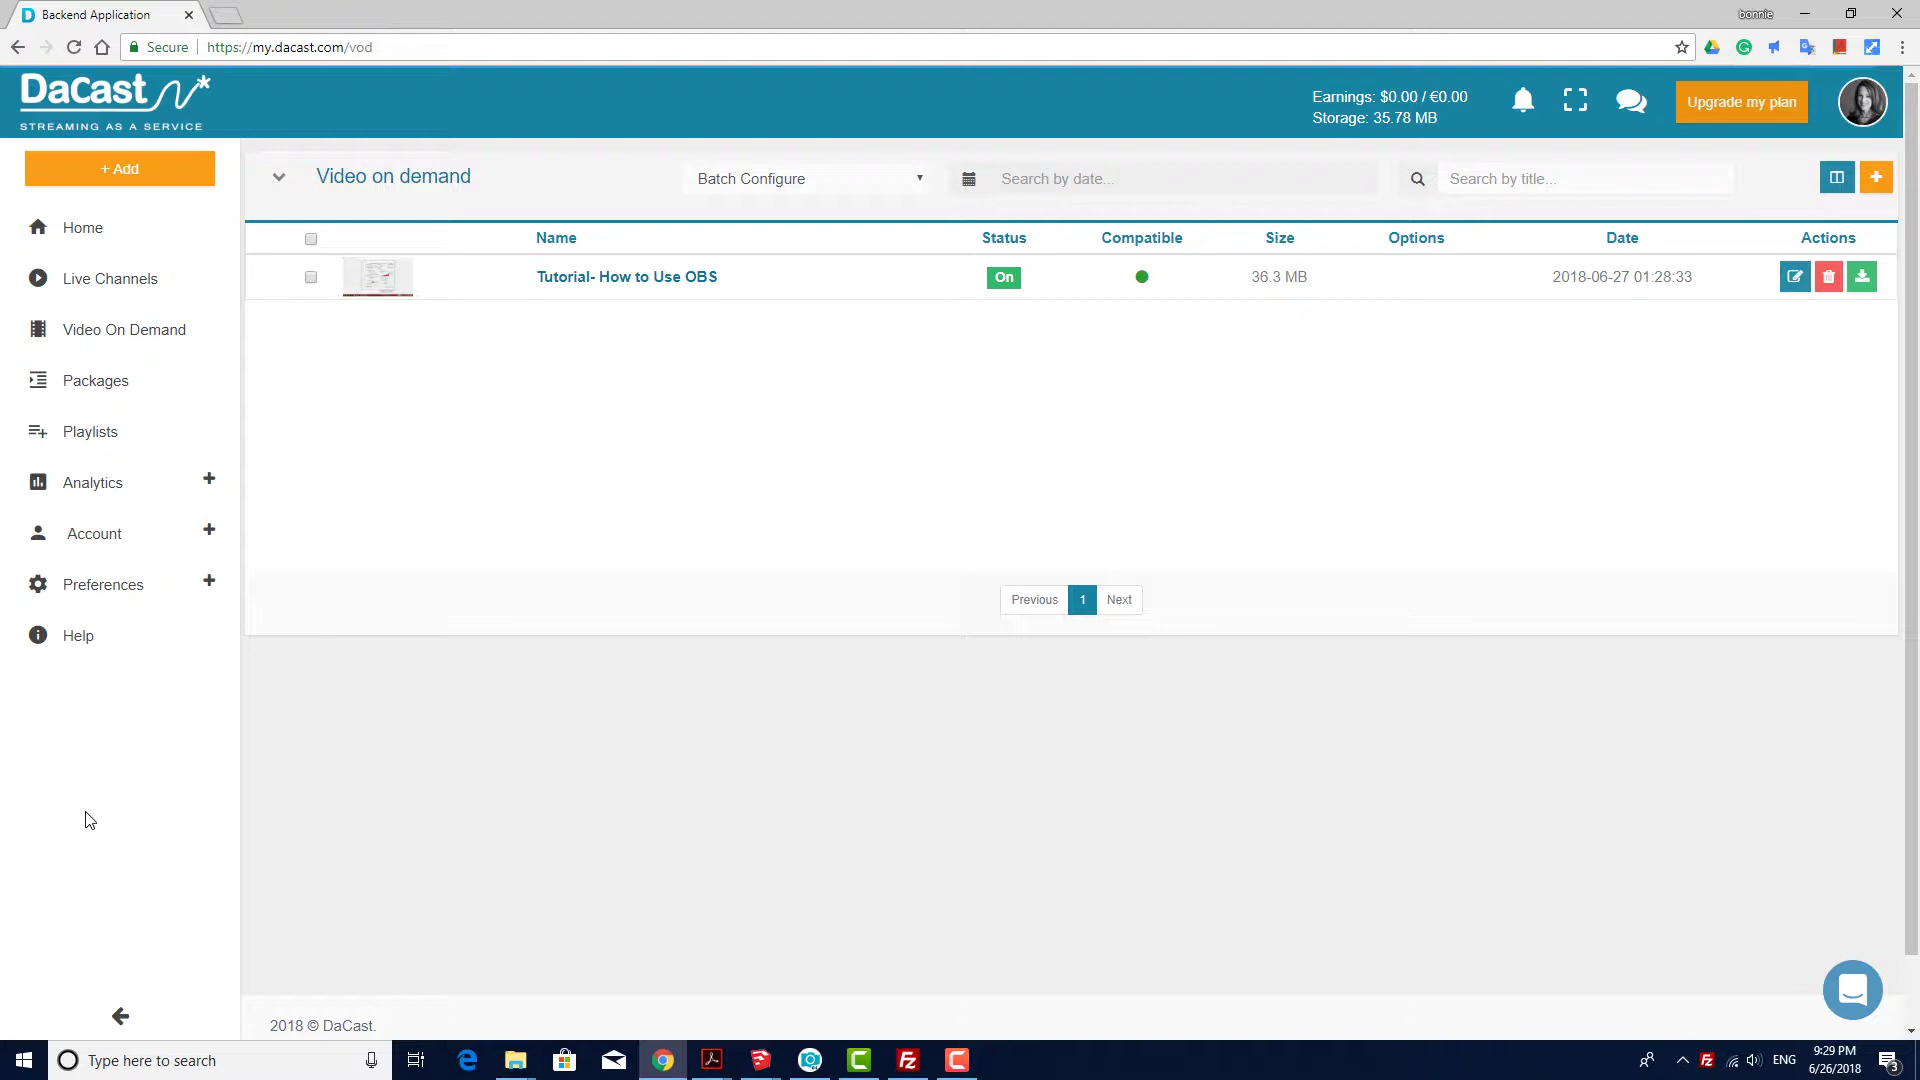 Backend Application
bonnie
Secure
https://my.dacast.com/vod
DaCast
STREAMING AS A SERVICE
Earnings: $0.00 / €0.00
Storage: 35.78 MB
Upgrade my plan
+ Add
Home
Live Channels
Video On Demand
Packages
Playlists
Analytics
Account
Preferences
Help
Video on demand
Batch Configure
Search by date...
Search by title...
Name Status Compatible Size Options Date Actions
Tutorial- How to Use OBS On 36.3 MB 2018-06-27 01:28:33
Previous 1 Next
2018 © DaCast.
Type here to search
ENG
9:29 PM
6/26/2018
3